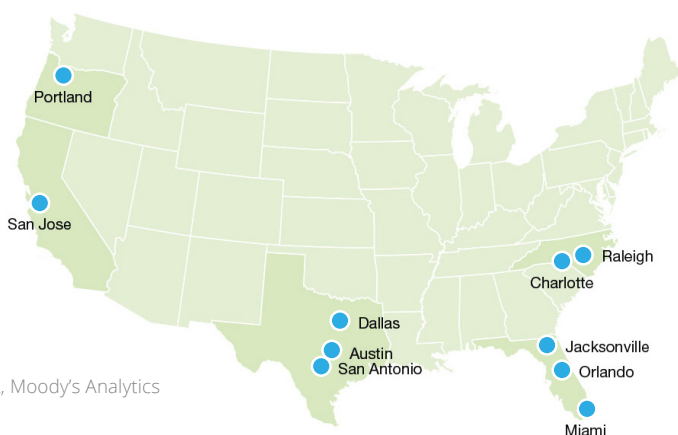 Portland
San Jose
Raleigh
Charlotte
Dallas
Austin
San Antonio
Jacksonville
Orlando
Miami
, Moody's Analytics